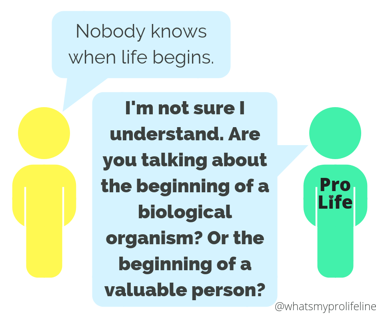 Nobody knows
when life begins.
I'm not sure I
understand. Are
you talking about
the beginning of a
biological
organism? Or the
beginning of a
valuable person?
Pro
Life
@whatsmyprolifeline